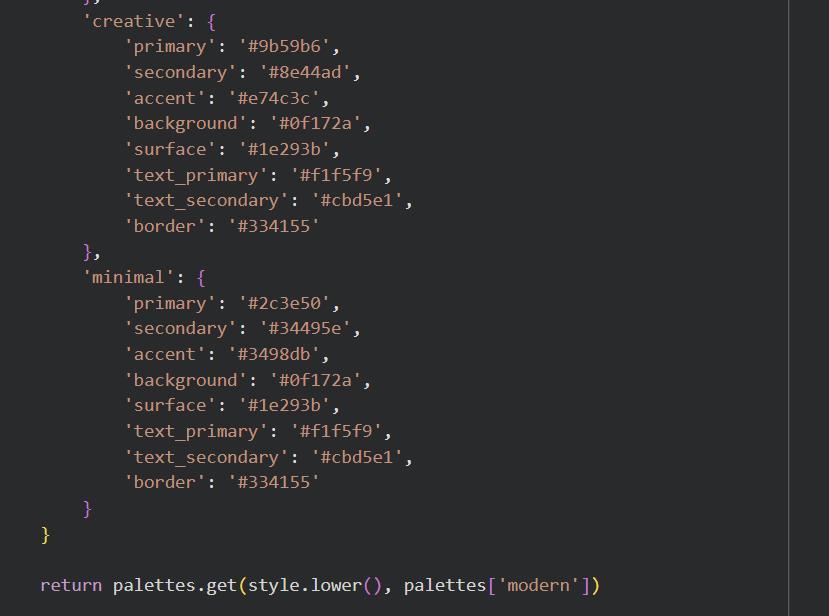 },
'creative': {
'primary': '#9b59b6',
'secondary': '#8e44ad',
'accent': '#e74c3c',
'background': '#0f172a',
'surface': '#1e293b',
'text_primary': '#f1f5f9',
'text_secondary': '#cbd5e1',
'border': '#334155'
},
'minimal': {
'primary': '#2c3e50',
'secondary': '#34495e',
'accent': '#3498db',
'background': '#0f172a',
'surface': '#1e293b',
'text_primary': '#f1f5f9',
'text_secondary': '#cbd5e1',
'border': '#334155'
}
}
return palettes.get(style.lower(), palettes['modern'])